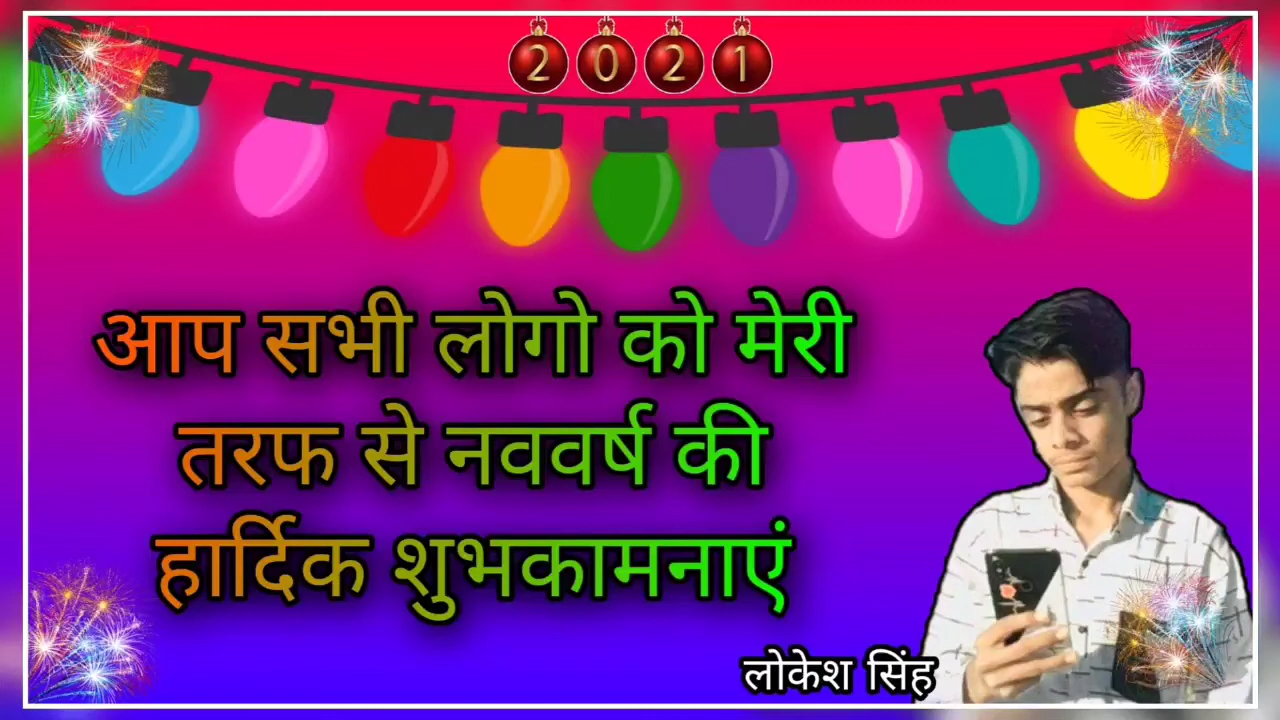 2021
आप सभी लोगो को मेरी
तरफ से नववर्ष की
हार्दिक शुभकामनाएं
लोकेश सिंह